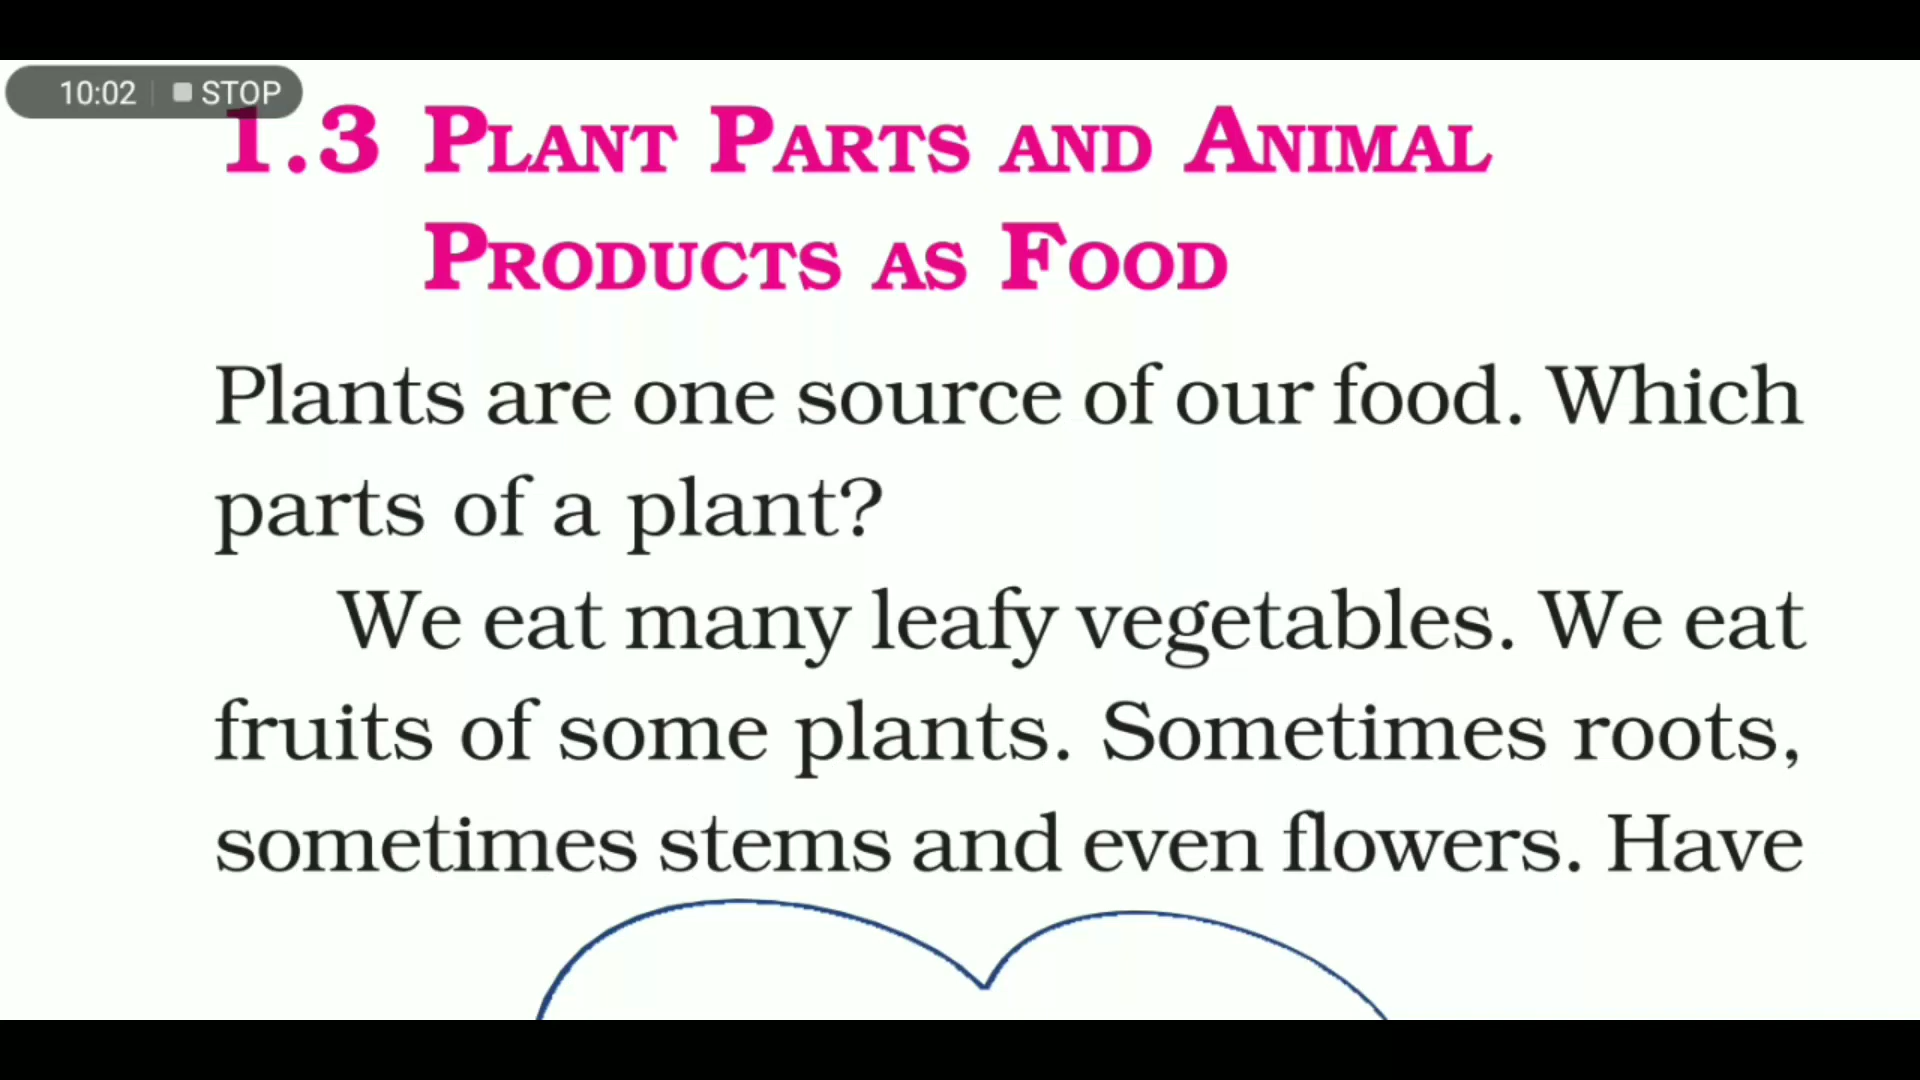 10:02 STOP
1.3 PLANT PARTS AND ANIMAL
PRODUCTS AS FOOD
Plants are one source of our food. Which
parts of a plant?
We eat many leafy vegetables. We eat
fruits of some plants. Sometimes roots,
sometimes stems and even flowers. Have